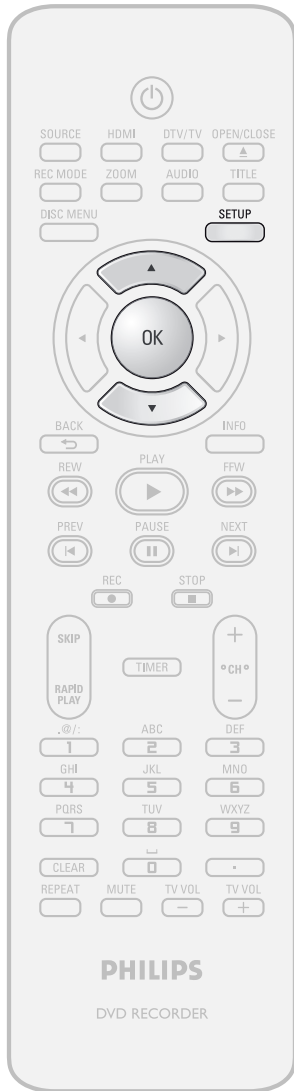 SOURCE HDMI DTV/TV OPEN/CLOSE
REC MODE ZOOM AUDIO TITLE
DISC MENU SETUP
OK
BACK INFO
REW PLAY FFW
PREV PAUSE NEXT
REC STOP
SKIP
RAPID
PLAY
TIMER
+
CH
−
.@/: ABC DEF
1 2 3
GHI JKL MNO
4 5 6
PQRS TUV WXYZ
7 8 9
CLEAR 0 .
REPEAT MUTE TV VOL TV VOL
− +
PHILIPS
DVD RECORDER